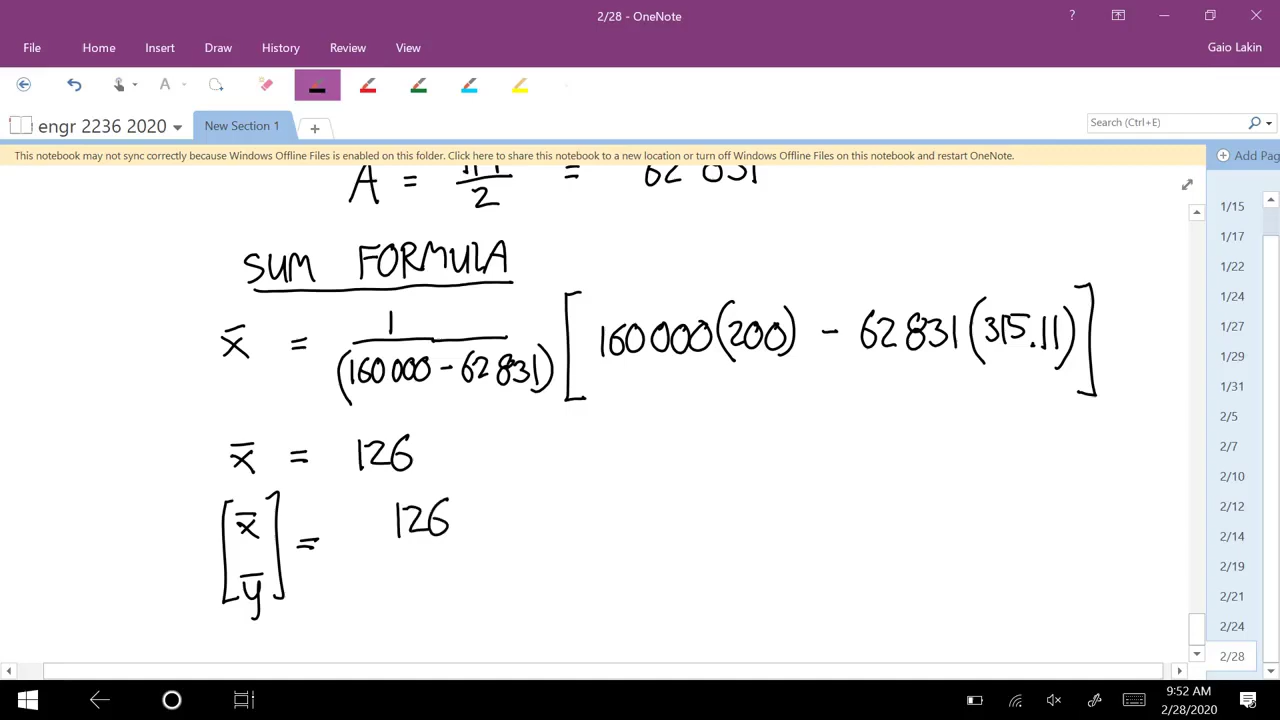 2/28 - OneNote
File Home Insert Draw History Review View Gaio Lakin
engr 2236 2020 New Section 1 Search (Ctrl+E)
This notebook may not sync correctly because Windows Offline Files is enabled on this folder. Click here to share this notebook to a new location or turn off Windows Offline Files on this notebook and restart OneNote.
Add Pag
A = /2 = 62 831
SUM FORMULA
x̄ = 1/(160 000 - 62 831) [160000(200) - 62 831(315.11)]
x̄ = 126
[x̄ ȳ] = 126
1/15
1/17
1/22
1/24
1/27
1/29
1/31
2/5
2/7
2/10
2/12
2/14
2/19
2/21
2/24
2/28
9:52 AM
2/28/2020